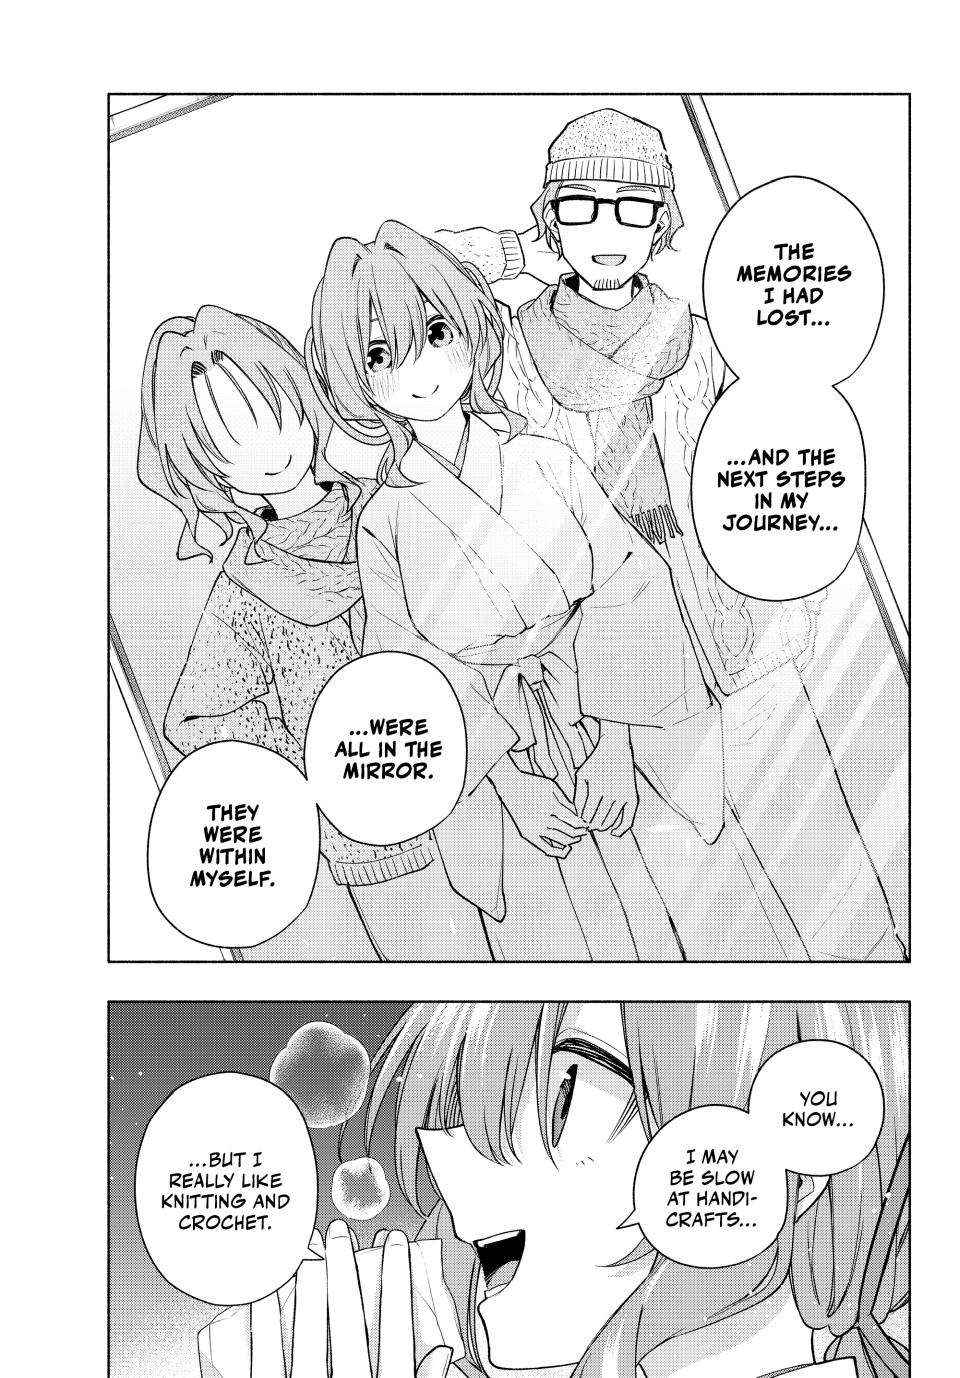 THE
MEMORIES
I HAD
LOST...
...AND THE
NEXT STEPS
IN MY
JOURNEY...
...WERE
ALL IN THE
MIRROR.
THEY
WERE
WITHIN
MYSELF.
YOU
KNOW...
I MAY
BE SLOW
AT HANDI-
CRAFTS...
...BUT I
REALLY LIKE
KNITTING AND
CROCHET.